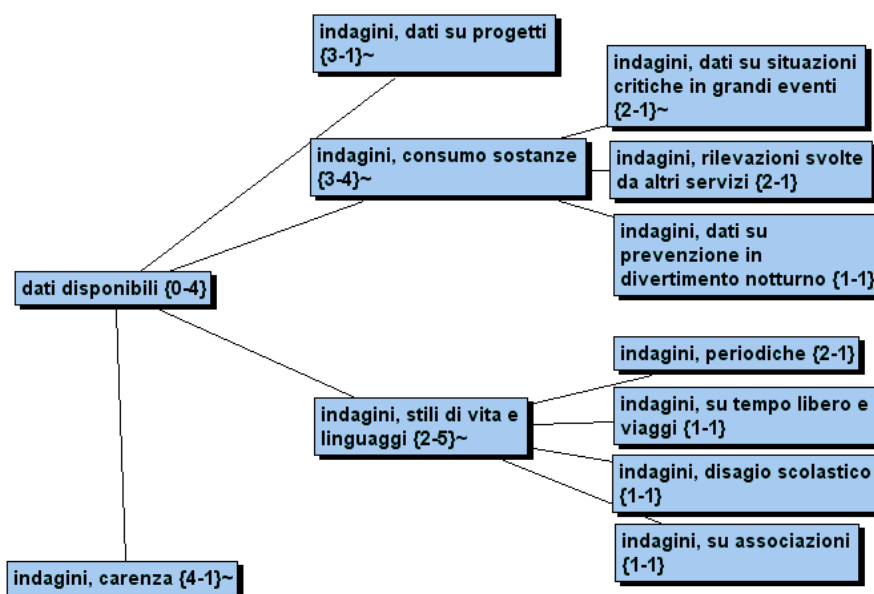 indagini, dati su progetti
{3-1}~
indagini, dati su situazioni
critiche in grandi eventi
{2-1}~
indagini, consumo sostanze
{3-4}~
indagini, rilevazioni svolte
da altri servizi {2-1}
indagini, dati su
prevenzione in
divertimento notturno {1-1}
dati disponibili {0-4}
indagini, periodiche {2-1}
indagini, stili di vita e
linguaggi {2-5}~
indagini, su tempo libero e
viaggi {1-1}
indagini, disagio scolastico
{1-1}
indagini, su associazioni
{1-1}
indagini, carenza {4-1}~